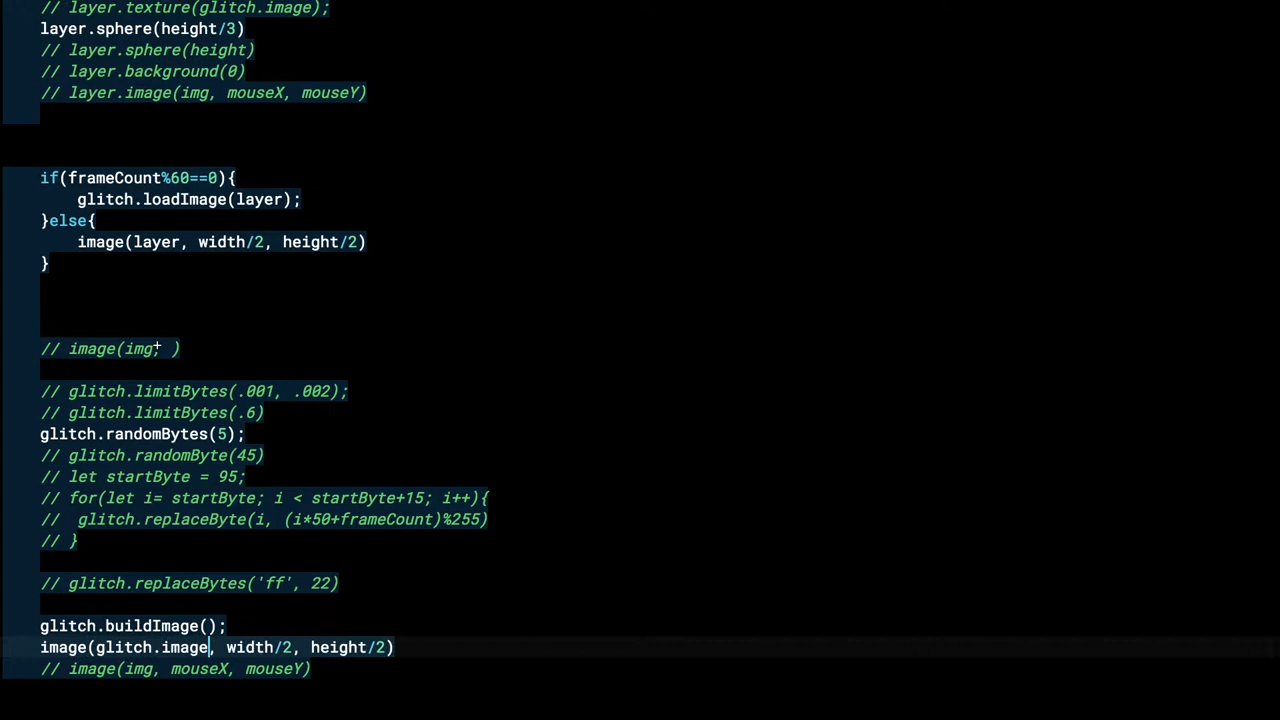 // layer.texture(glitch.image);
layer.sphere(height/3)
// layer.sphere(height)
// layer.background(0)
// layer.image(img, mouseX, mouseY)
if(frameCount%60==0){
glitch.loadImage(layer);
}else{
image(layer, width/2, height/2)
}
// image(img, )
// glitch.limitBytes(.001, .002);
// glitch.limitBytes(.6)
glitch.randomBytes(5);
// glitch.randomByte(45)
// let startByte = 95;
// for(let i= startByte; i < startByte+15; i++){
//  glitch.replaceByte(i, (i*50+frameCount)%255)
// }
// glitch.replaceBytes('ff', 22)
glitch.buildImage();
image(glitch.image, width/2, height/2)
// image(img, mouseX, mouseY)